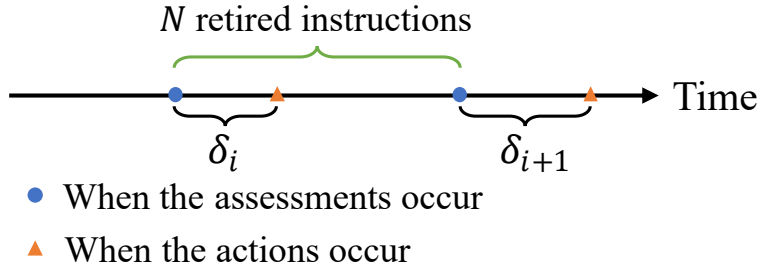 N retired instructions
Time
δi δi+1
When the assessments occur
When the actions occur